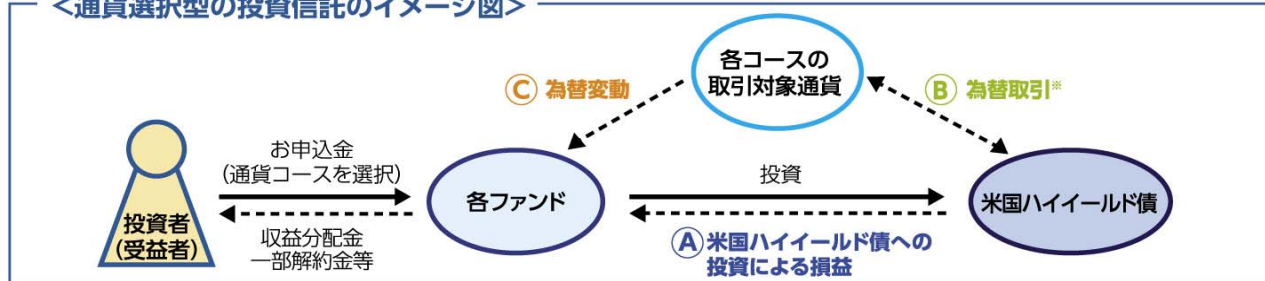 <通貨選択型の投資信託のイメージ図>
各コースの
取引対象通貨
C 為替変動
B 為替取引※
お申込金
(通貨コースを選択)
投資
投資者
(受益者)
各ファンド
米国ハイイールド債
収益分配金
一部解約金等
A 米国ハイイールド債への
投資による損益